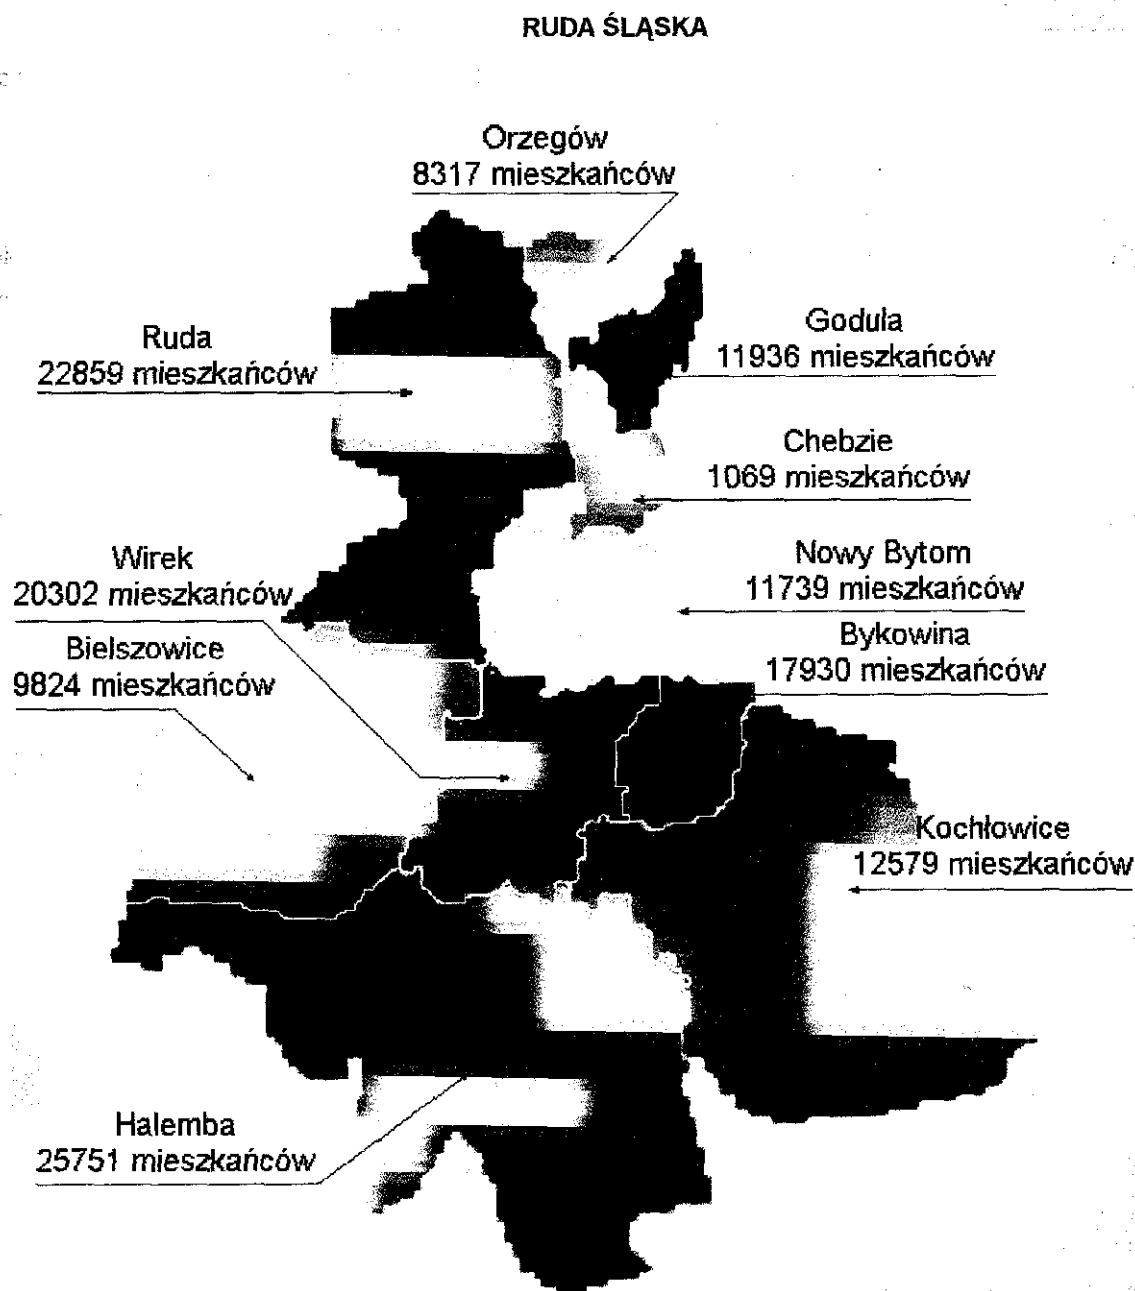 RUDA ŚLĄSKA
Orzegów
8317 mieszkańców
Ruda
22859 mieszkańców
Godula
11936 mieszkańców
Chebzie
1069 mieszkańców
Wirek
20302 mieszkańców
Nowy Bytom
11739 mieszkańców
Bielszowice
9824 mieszkańców
Bykowina
17930 mieszkańców
Kochłowice
12579 mieszkańców
Halemba
25751 mieszkańców